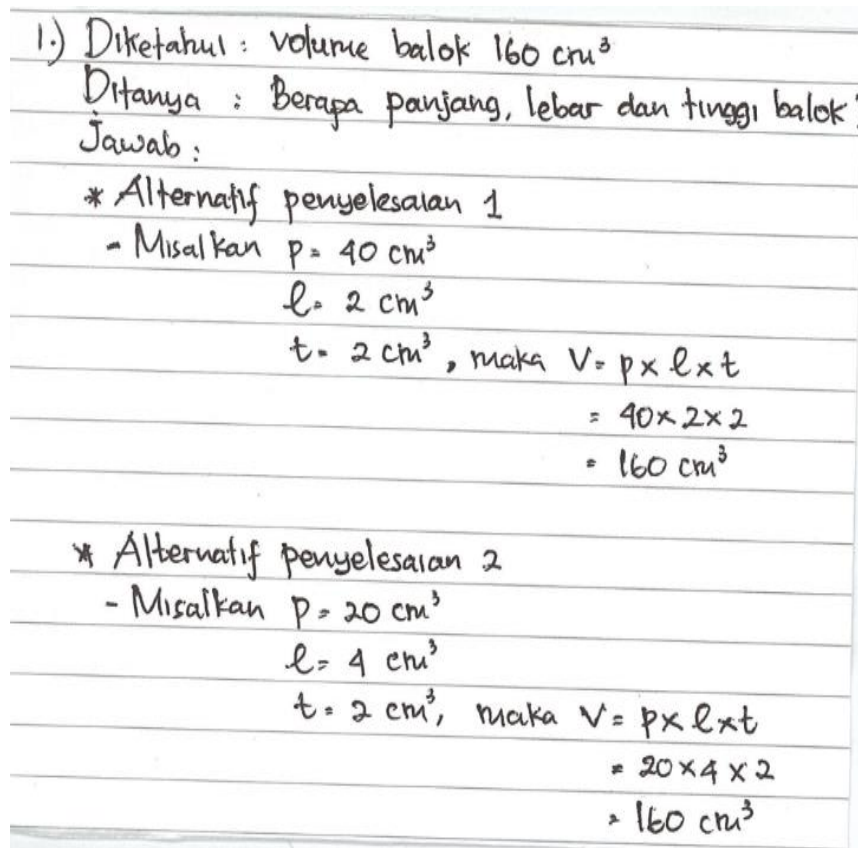 1.) Diketahui : volume balok 160 cm³
Ditanya : Berapa panjang, lebar dan tinggi balok?
Jawab :
* Alternatif penyelesaian 1
- Misalkan p = 40 cm³
l = 2 cm³
t = 2 cm³, maka V = p x l x t
= 40 x 2 x 2
= 160 cm³
* Alternatif penyelesaian 2
- Misalkan p = 20 cm³
l = 4 cm³
t = 2 cm³, maka V = p x l x t
= 20 x 4 x 2
= 160 cm³